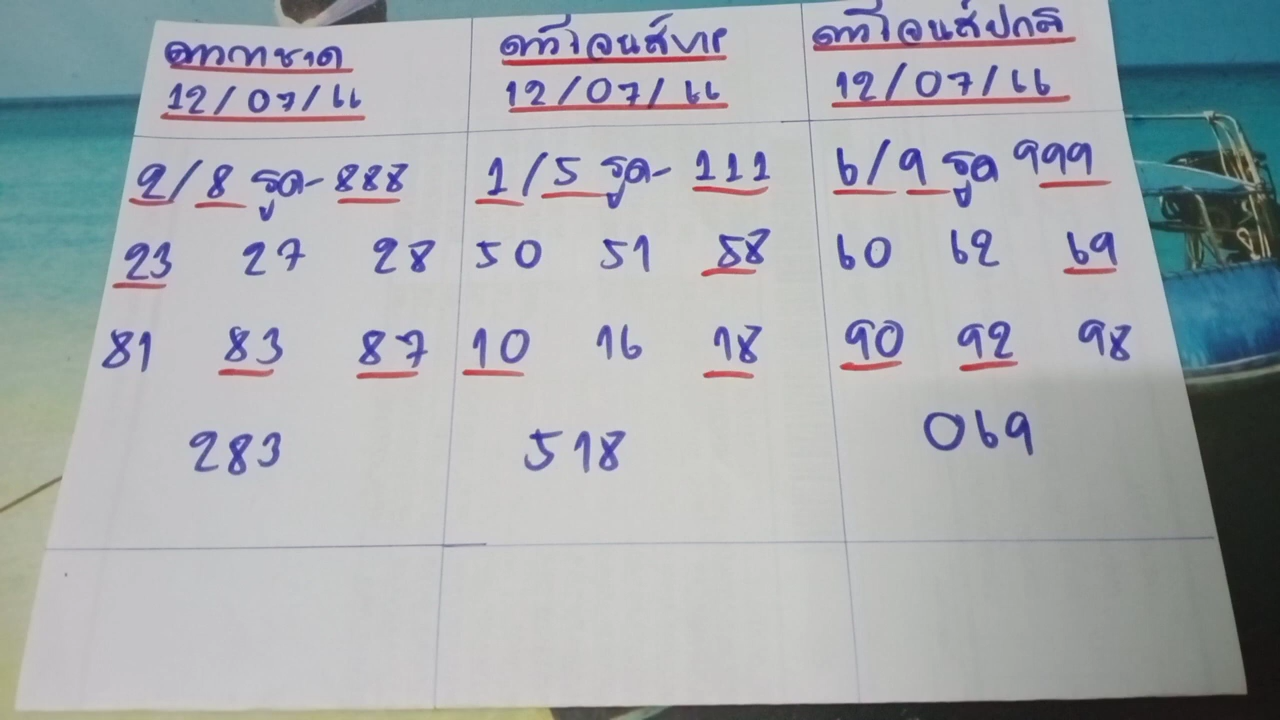 ลาวกาชาด
12/07/66
2/8 รูด- 888
23 27 28
81 83 87
283
ดาวโจนส์ VIP
12/07/66
1/5 รูด- 111
50 51 58
10 16 18
518
ดาวโจนส์ปกติ
12/07/66
6/9 รูด 999
60 62 69
90 92 98
069